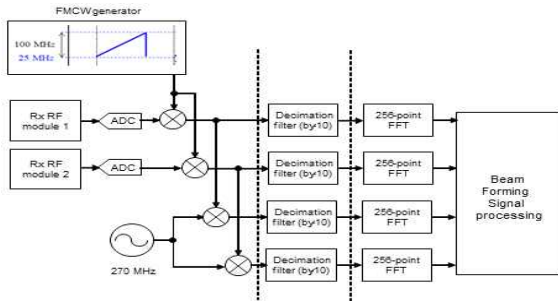 FMCW generator
100 MHz
25 MHz
Rx RF
module 1
ADC
Decimation
filter (by10)
256-point
FFT
Rx RF
module 2
ADC
Decimation
filter (by10)
256-point
FFT
Beam
Forming
Signal
processing
Decimation
filter (by10)
256-point
FFT
270 MHz
Decimation
filter (by10)
256-point
FFT